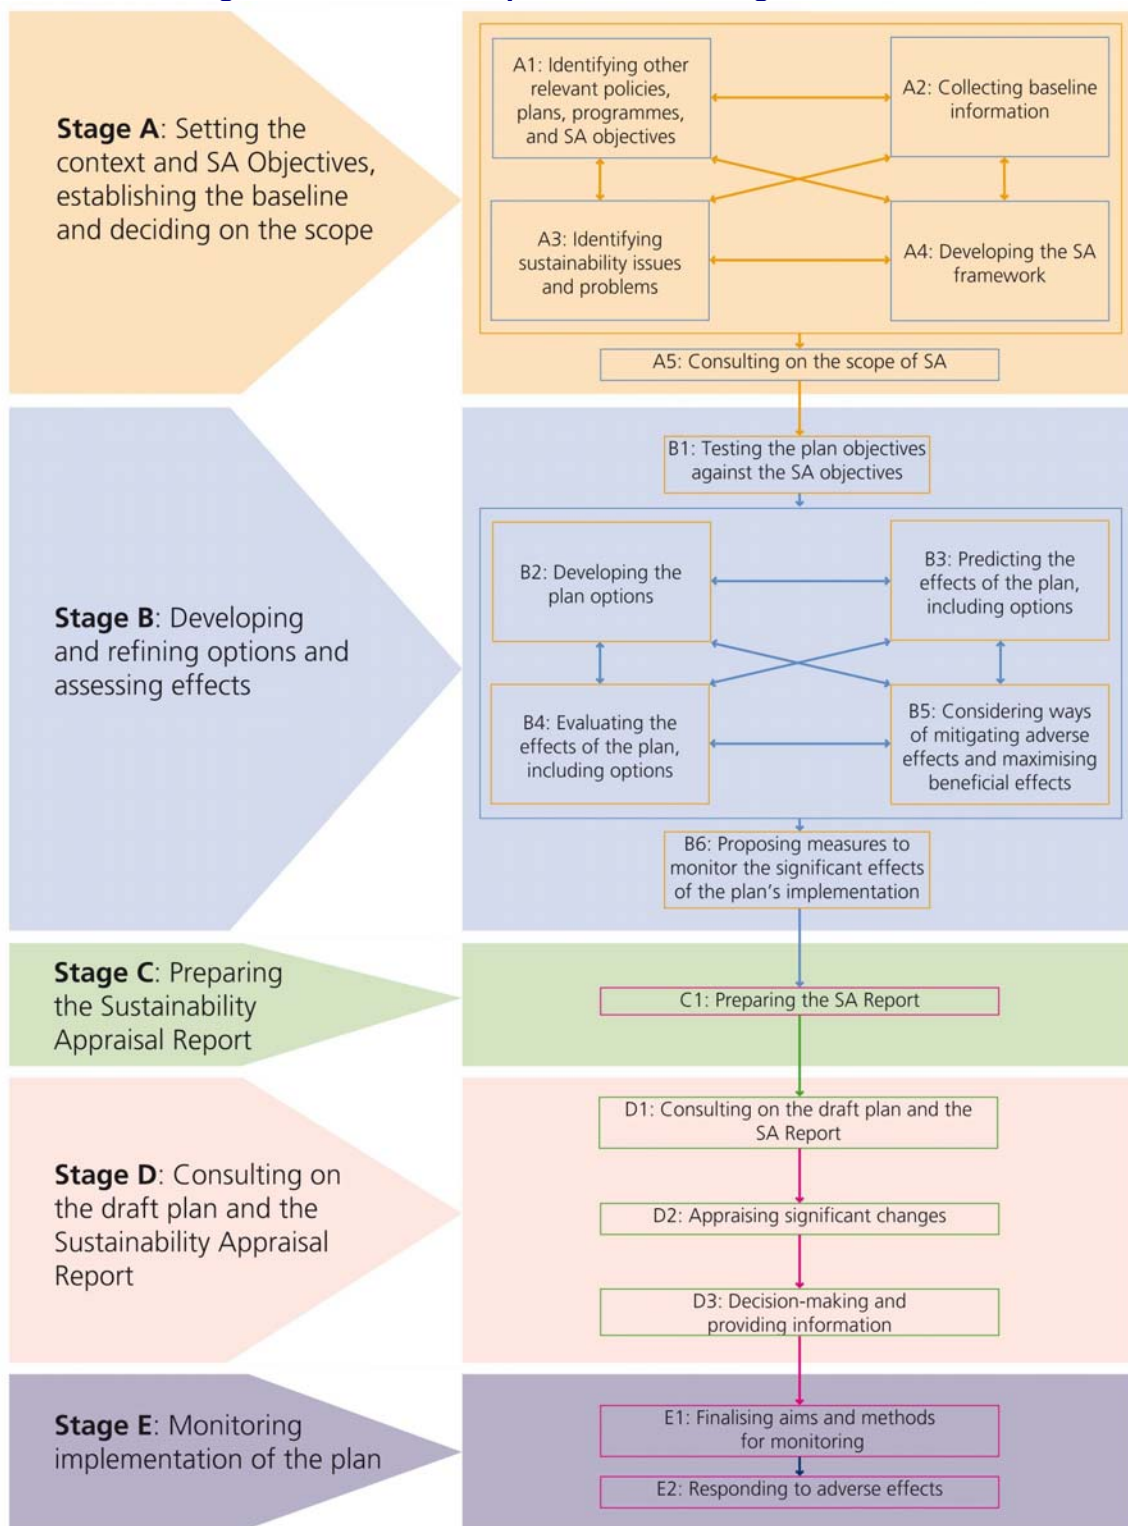 Stage A: Setting the
context and SA Objectives,
establishing the baseline
and deciding on the scope
A1: Identifying other
relevant policies,
plans, programmes,
and SA objectives
A2: Collecting baseline
information
A3: Identifying
sustainability issues
and problems
A4: Developing the SA
framework
A5: Consulting on the scope of SA
Stage B: Developing
and refining options and
assessing effects
B1: Testing the plan objectives
against the SA objectives
B2: Developing the
plan options
B3: Predicting the
effects of the plan,
including options
B4: Evaluating the
effects of the plan,
including options
B5: Considering ways
of mitigating adverse
effects and maximising
beneficial effects
B6: Proposing measures to
monitor the significant effects
of the plan's implementation
Stage C: Preparing
the Sustainability
Appraisal Report
C1: Preparing the SA Report
Stage D: Consulting on
the draft plan and the
Sustainability Appraisal
Report
D1: Consulting on the draft plan and the
SA Report
D2: Appraising significant changes
D3: Decision-making and
providing information
Stage E: Monitoring
implementation of the plan
E1: Finalising aims and methods
for monitoring
E2: Responding to adverse effects